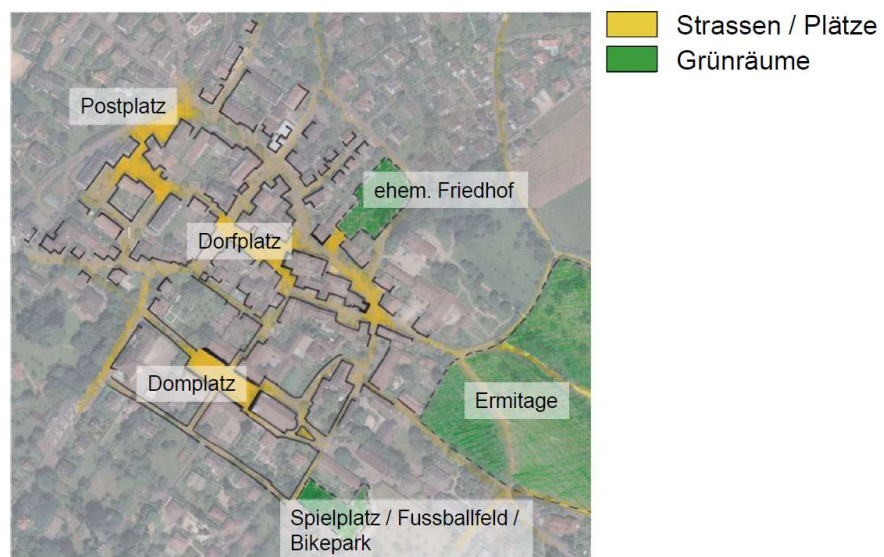 Strassen / Plätze
Grünräume
Postplatz
ehem. Friedhof
Dorfplatz
Domplatz
Ermitage
Spielplatz / Fussballfeld /
Bikepark